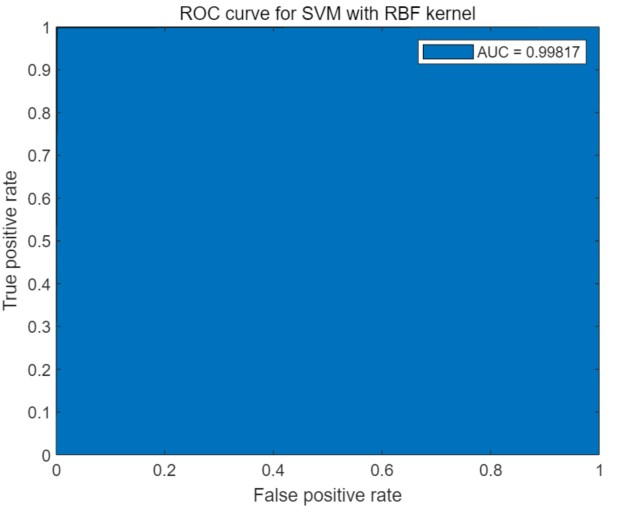 ROC curve for SVM with RBF kernel
AUC = 0.99817
1
0.9
0.8
0.7
0.6
0.5
0.4
0.3
0.2
0.1
0
True positive rate
0 0.2 0.4 0.6 0.8 1
False positive rate